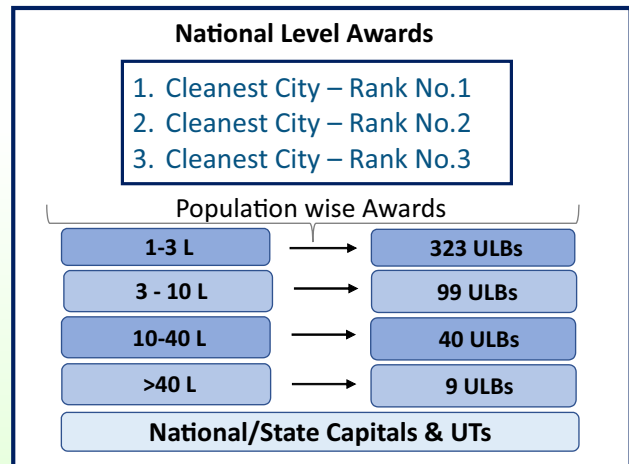 National Level Awards
1. Cleanest City – Rank No.1
2. Cleanest City – Rank No.2
3. Cleanest City – Rank No.3
Population wise Awards
1-3 L 323 ULBs
3 - 10 L 99 ULBs
10-40 L 40 ULBs
>40 L 9 ULBs
National/State Capitals & UTs